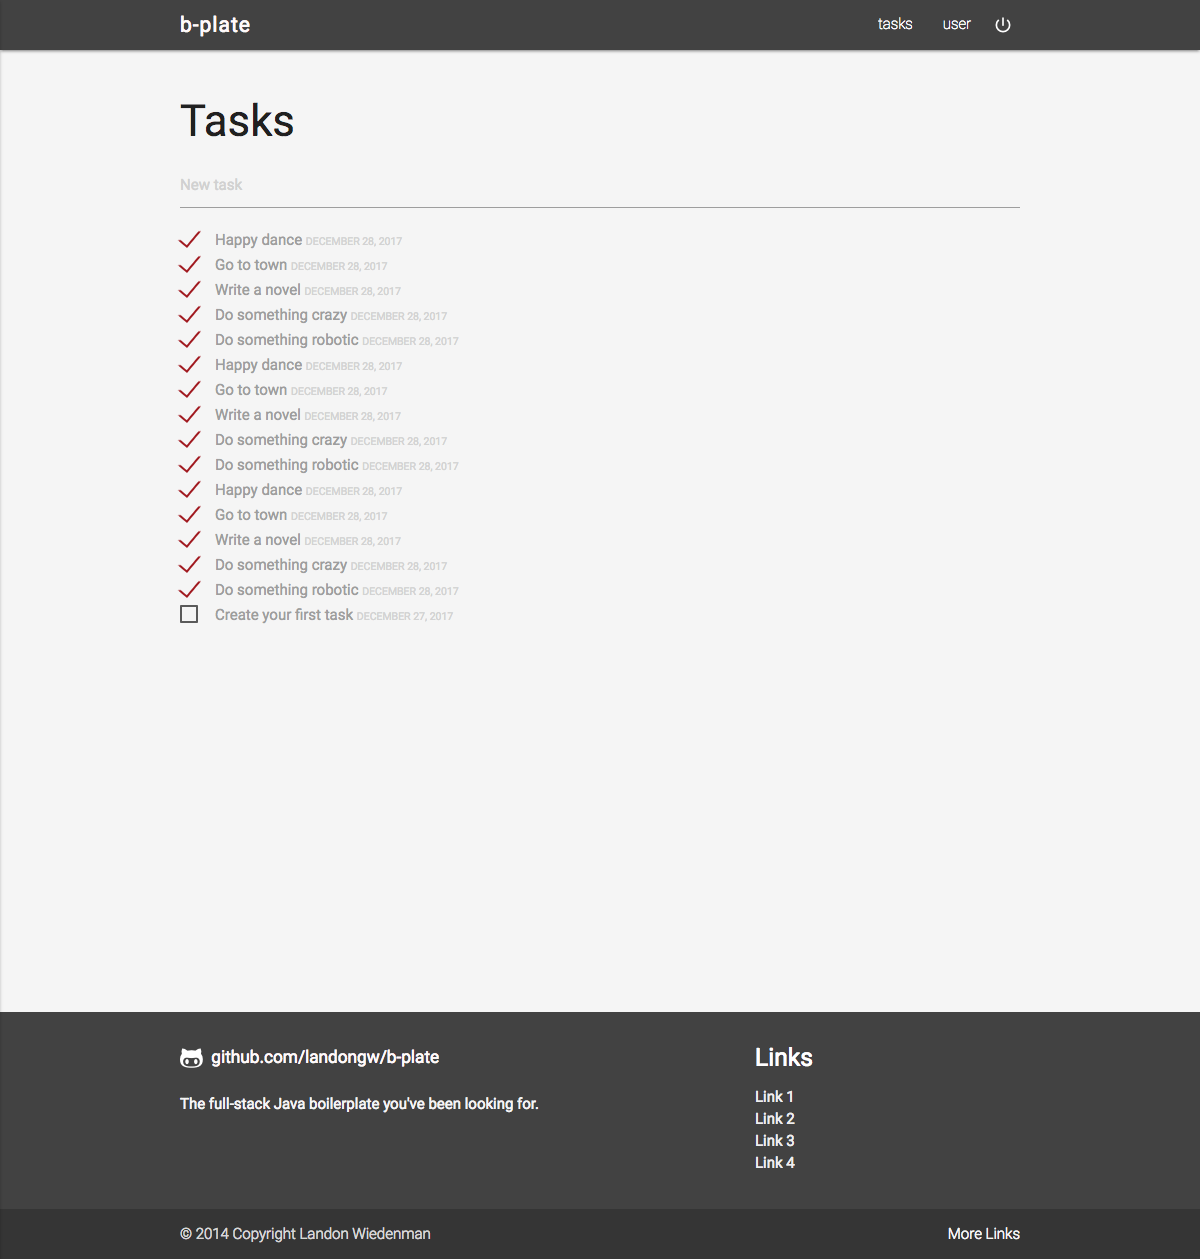 b-plate tasks user
Tasks
New task
Happy dance DECEMBER 28, 2017
Go to town DECEMBER 28, 2017
Write a novel DECEMBER 28, 2017
Do something crazy DECEMBER 28, 2017
Do something robotic DECEMBER 28, 2017
Happy dance DECEMBER 28, 2017
Go to town DECEMBER 28, 2017
Write a novel DECEMBER 28, 2017
Do something crazy DECEMBER 28, 2017
Do something robotic DECEMBER 28, 2017
Happy dance DECEMBER 28, 2017
Go to town DECEMBER 28, 2017
Write a novel DECEMBER 28, 2017
Do something crazy DECEMBER 28, 2017
Do something robotic DECEMBER 28, 2017
Create your first task DECEMBER 27, 2017
github.com/landongw/b-plate
The full-stack Java boilerplate you've been looking for.
Links
Link 1
Link 2
Link 3
Link 4
© 2014 Copyright Landon Wiedenman More Links